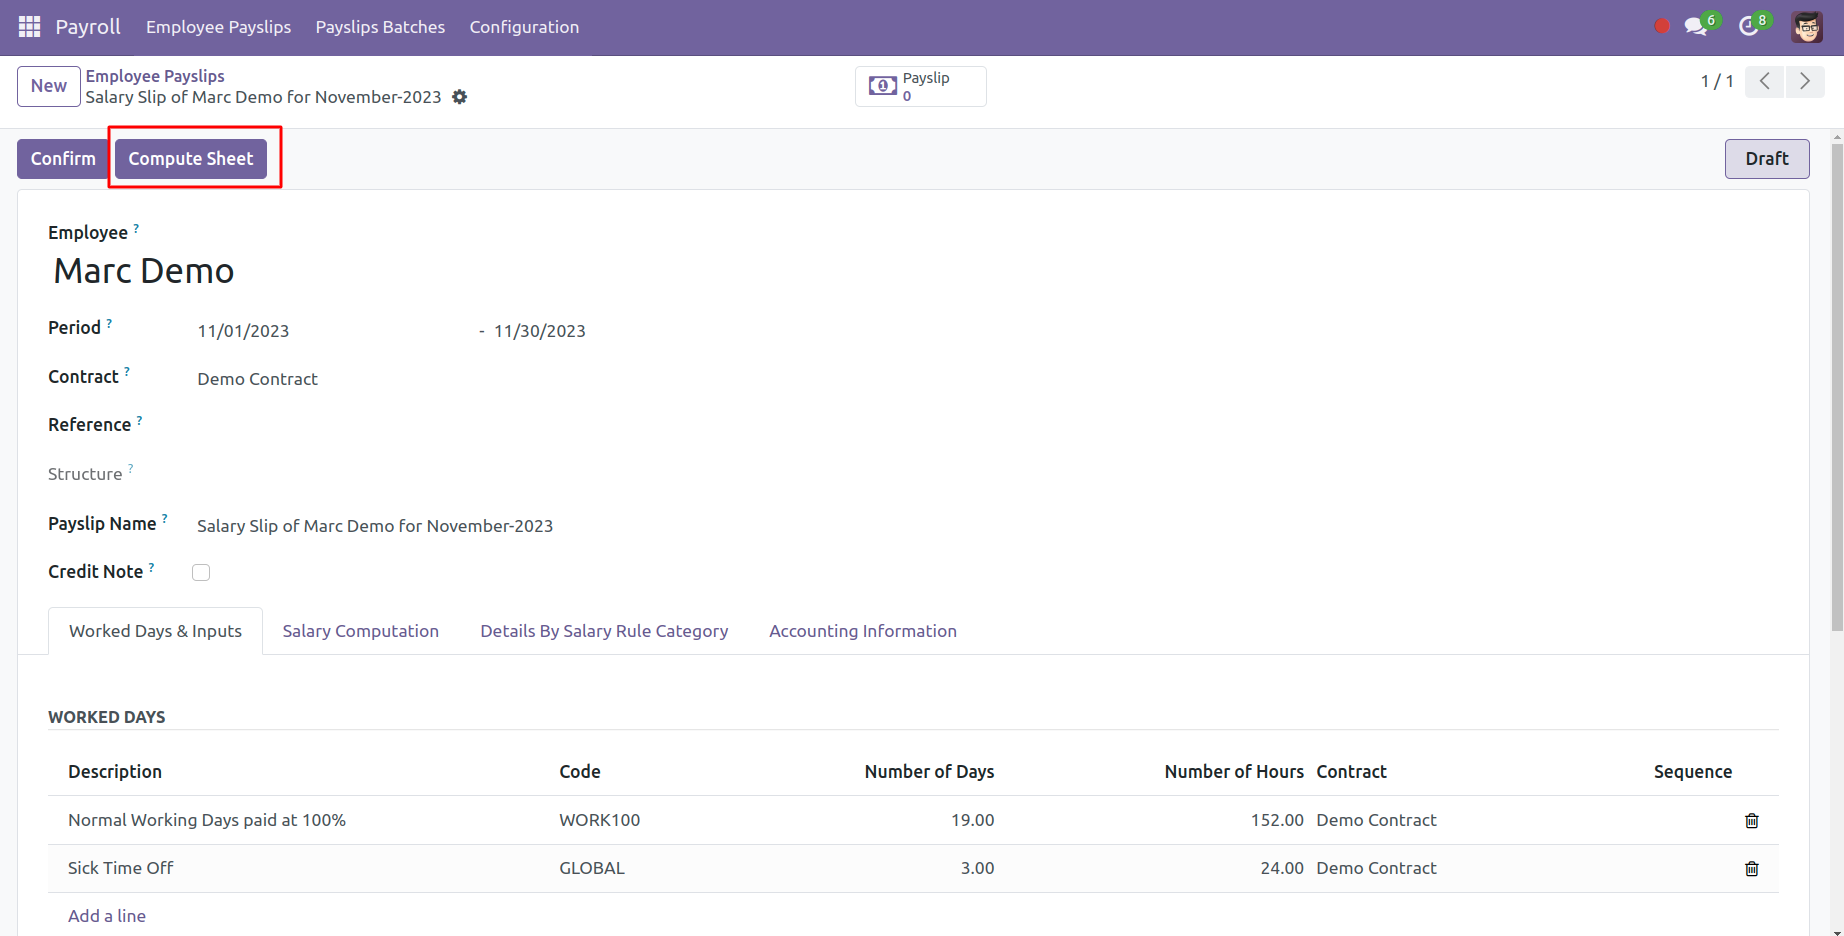 Payroll Employee Payslips Payslips Batches Configuration 6 8
New Employee Payslips
Salary Slip of Marc Demo for November-2023
Payslip
0
1 / 1
Confirm Compute Sheet Draft
Employee ?
Marc Demo
Period ? 11/01/2023 - 11/30/2023
Contract ? Demo Contract
Reference ?
Structure ?
Payslip Name ? Salary Slip of Marc Demo for November-2023
Credit Note ?
Worked Days & Inputs Salary Computation Details By Salary Rule Category Accounting Information
WORKED DAYS
Description Code Number of Days Number of Hours Contract Sequence
Normal Working Days paid at 100% WORK100 19.00 152.00 Demo Contract
Sick Time Off GLOBAL 3.00 24.00 Demo Contract
Add a line